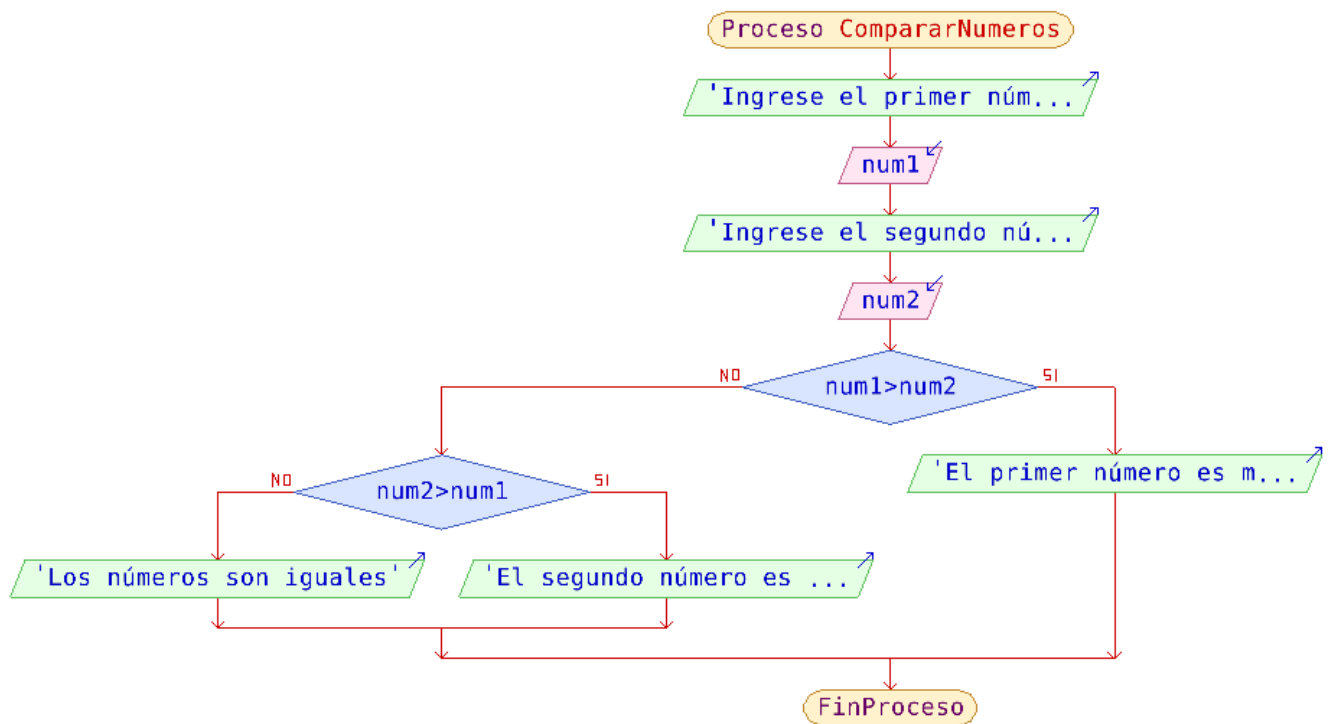 Proceso CompararNumeros
'Ingrese el primer núm...
num1
'Ingrese el segundo nú...
num2
NO
num1>num2
SI
NO
num2>num1
SI
'El primer número es m...
'Los números son iguales'
'El segundo número es ...
FinProceso